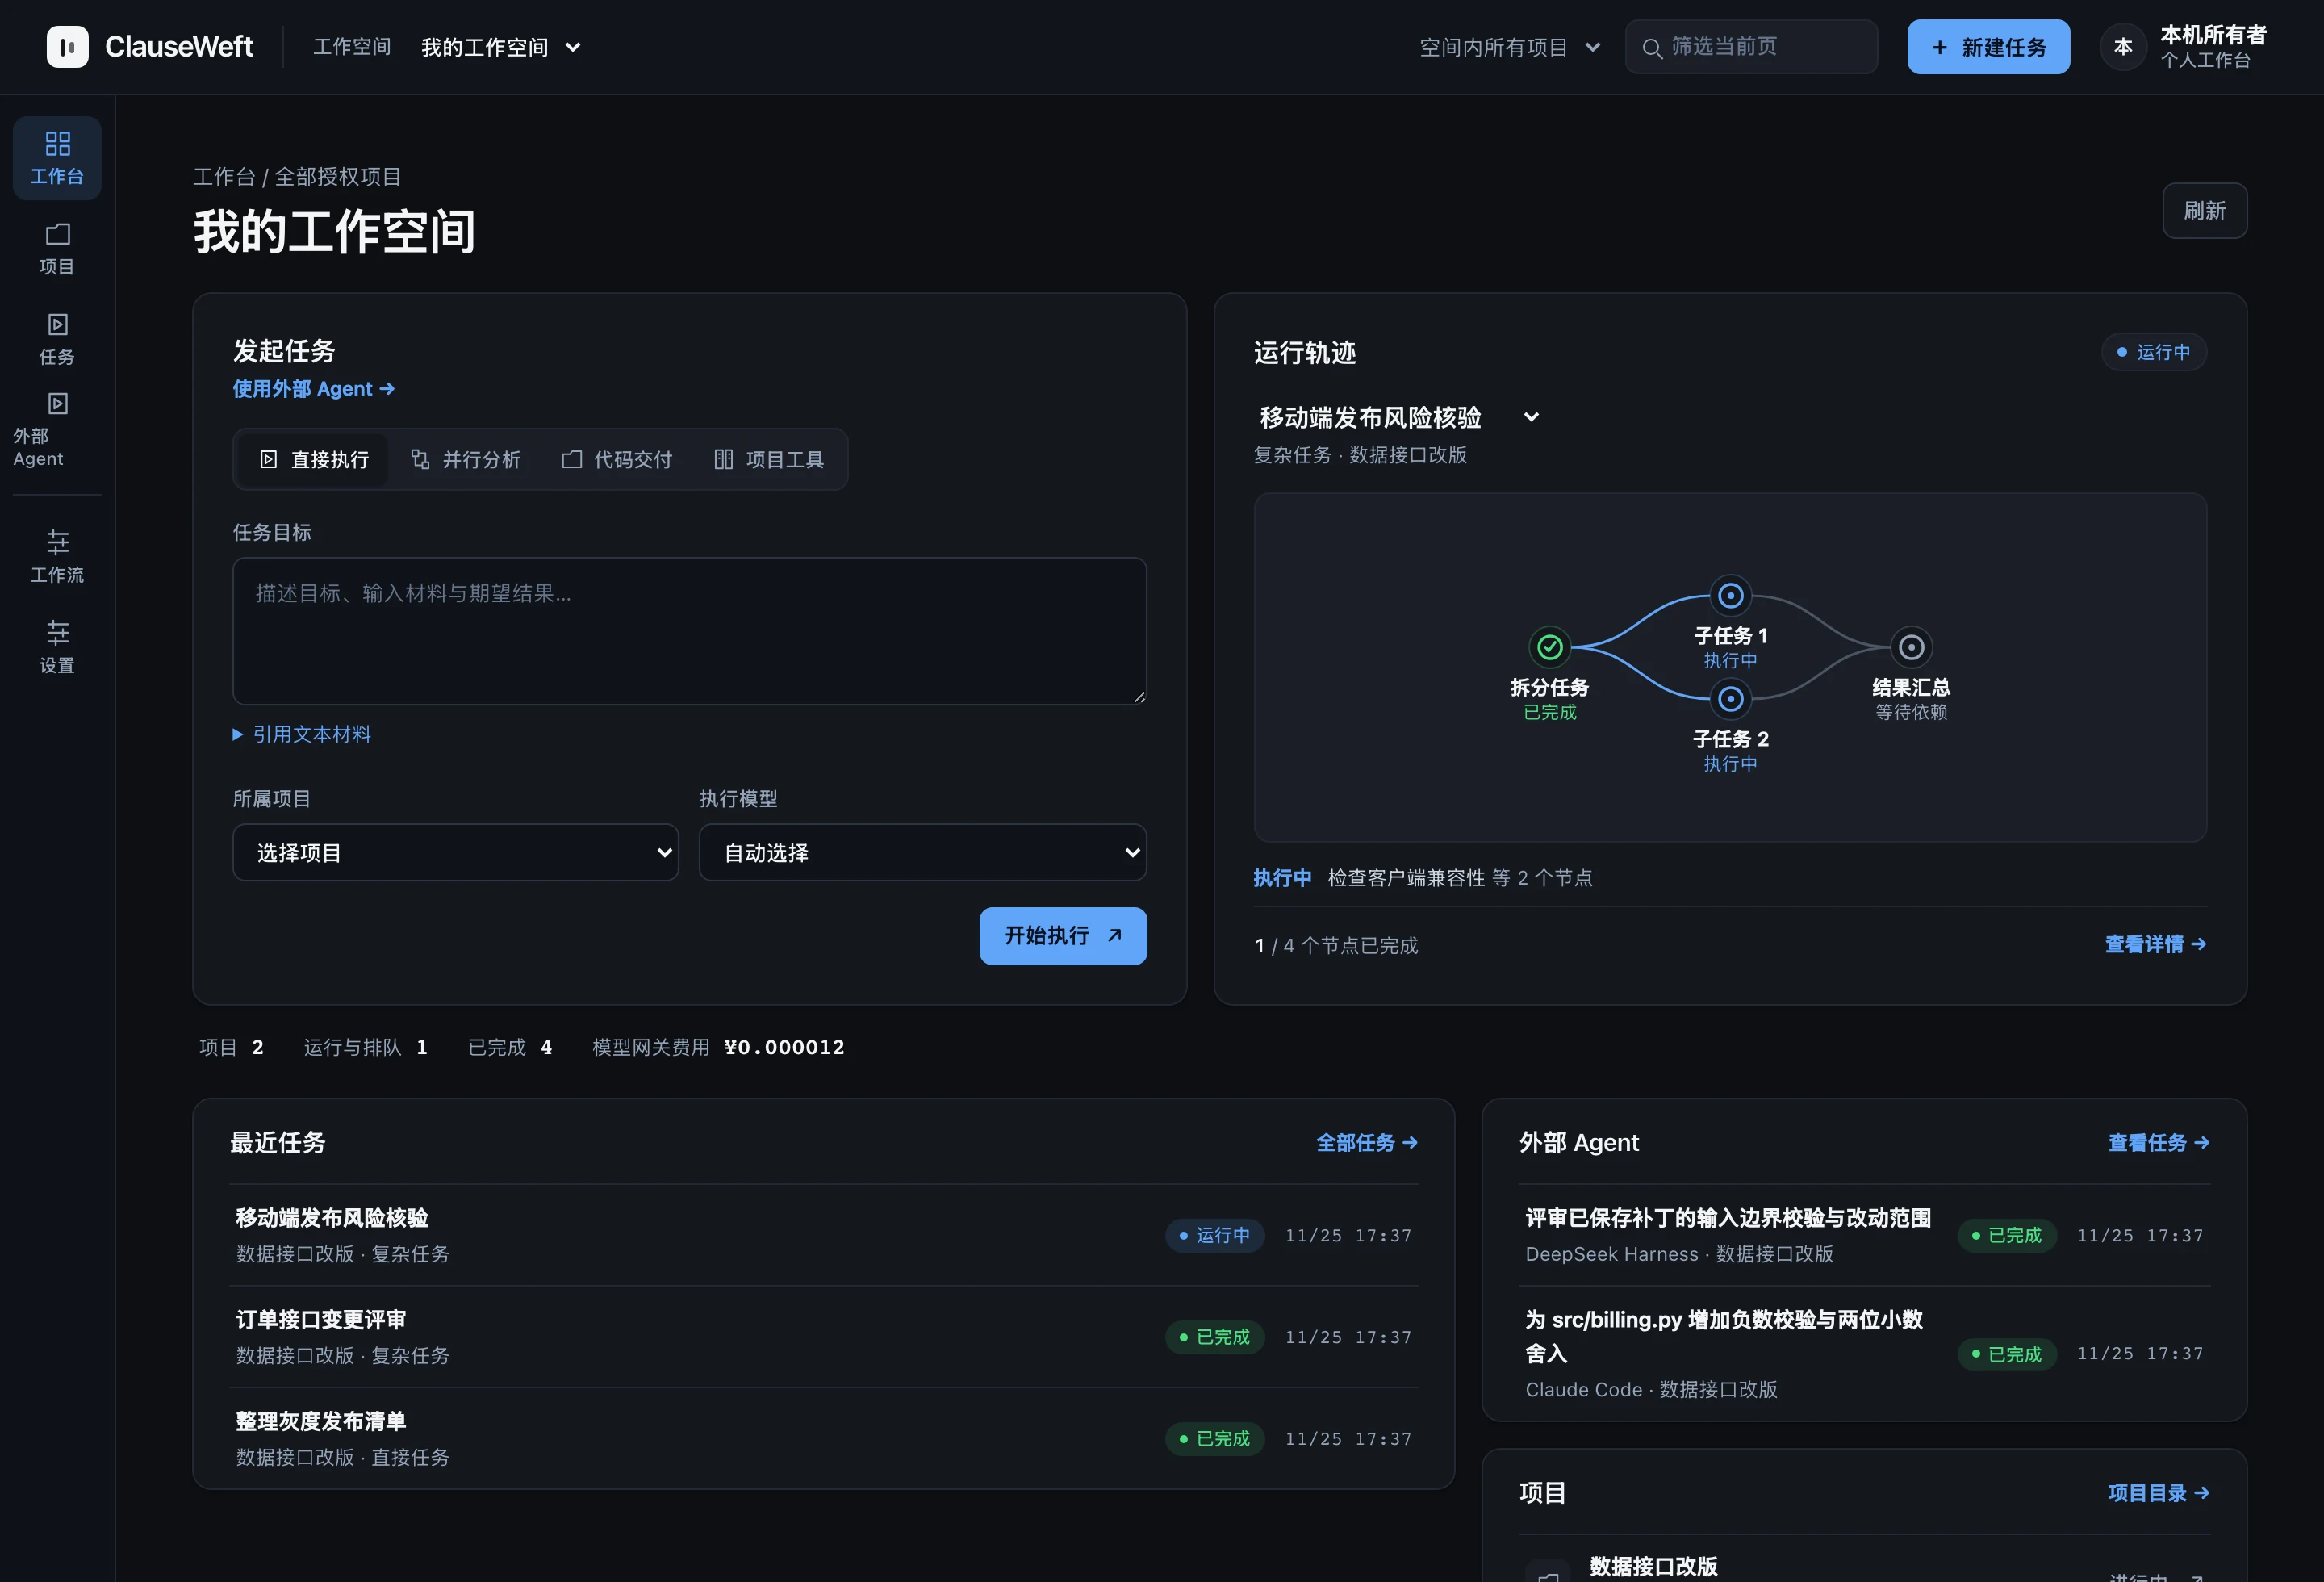 ClauseWeft
工作空间 我的工作空间
空间内所有项目
筛选当前页
+ 新建任务
本
本机所有者
个人工作台
工作台
项目
任务
外部
Agent
工作流
设置
工作台 / 全部授权项目
我的工作空间
刷新
发起任务
使用外部 Agent →
直接执行 并行分析 代码交付 项目工具
任务目标
描述目标、输入材料与期望结果...
引用文本材料
所属项目 执行模型
选择项目 自动选择
开始执行 ↗
运行轨迹
运行中
移动端发布风险核验
复杂任务 · 数据接口改版
子任务 1
执行中
拆分任务
已完成
结果汇总
等待依赖
子任务 2
执行中
执行中 检查客户端兼容性 等 2 个节点
1 / 4 个节点已完成
查看详情 →
项目 2 运行与排队 1 已完成 4 模型网关费用 ¥0.000012
最近任务
全部任务 →
移动端发布风险核验
数据接口改版 · 复杂任务
运行中 11/25 17:37
订单接口变更评审
数据接口改版 · 复杂任务
已完成 11/25 17:37
整理灰度发布清单
数据接口改版 · 直接任务
已完成 11/25 17:37
外部 Agent
查看任务 →
评审已保存补丁的输入边界校验与改动范围
DeepSeek Harness · 数据接口改版
已完成 11/25 17:37
为 src/billing.py 增加负数校验与两位小数
舍入
Claude Code · 数据接口改版
已完成 11/25 17:37
项目
项目目录 →
数据接口改版
进行中 ↗